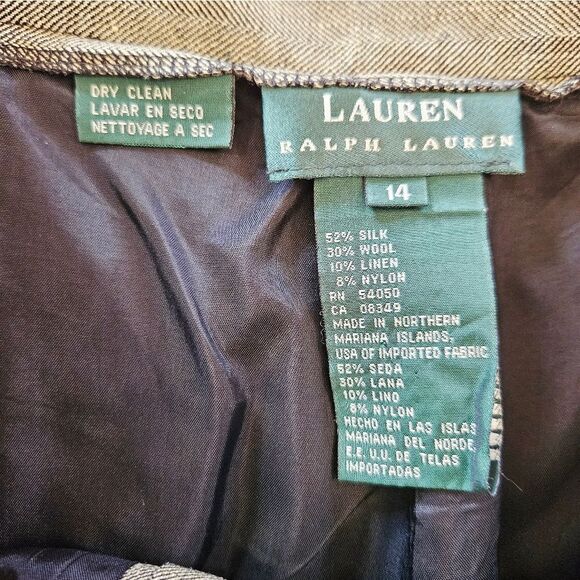 DRY CLEAN
LAVAR EN SECO
NETTOYAGE A SEC
LAUREN
RALPH LAUREN
14
52% SILK
30% WOOL
10% LINEN
8% NYLON
RN 54050
CA 08349
MADE IN NORTHERN
MARIANA ISLANDS,
USA OF IMPORTED FABRIC
52% SEDA
30% LANA
10% LINO
8% NYLON
HECHO EN LAS ISLAS
MARIANA DEL NORDE,
E.E. U.U. DE TELAS
IMPORTADAS